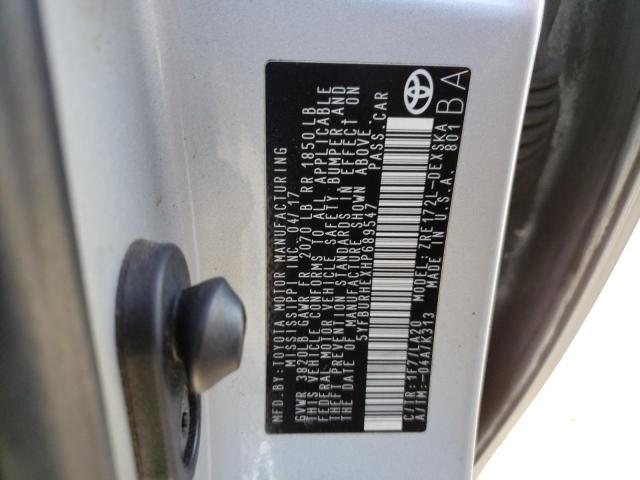 MFD.BY:TOYOTA MOTOR MANUFACTURING
MISSISSIPPI INC. 04/17
GVWR 3820LB GAWR FR 2070 LB RR 1850 LB
THIS VEHICLE CONFORMS TO ALL APPLICABLE
FEDERAL MOTOR VEHICLE SAFETY BUMPER AND
THEFT PREVENTION STANDARDS IN EFFECT ON
THE DATE OF MANUFACTURE SHOWN ABOVE.
5YFBURHEXHP689547 PASS.CAR
C/TR:1F7/LA20 ZRE172L-DEXSKA
A/TM:-04A/K313 MADE IN U.S.A. 801
BA